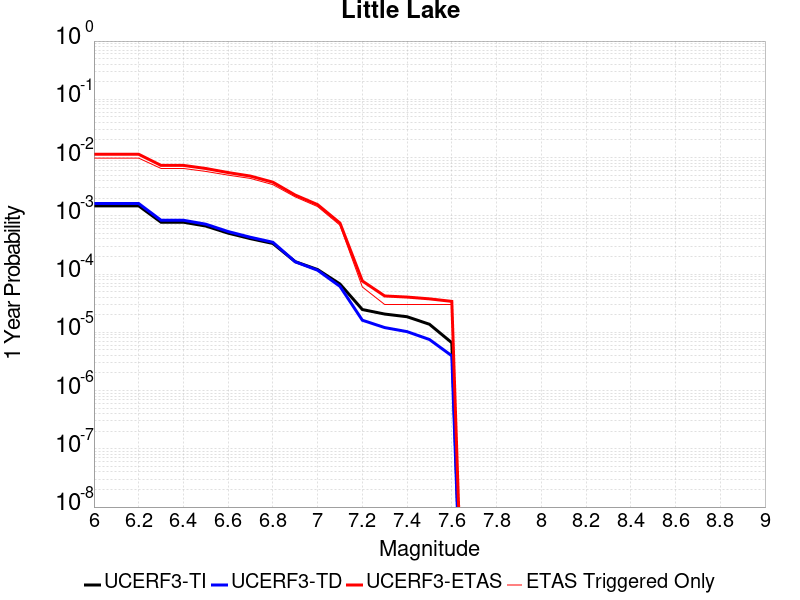 Little Lake
10^0
10^-1
10^-2
10^-3
10^-4
10^-5
10^-6
10^-7
10^-8
1 Year Probability
6 6.2 6.4 6.6 6.8 7 7.2 7.4 7.6 7.8 8 8.2 8.4 8.6 8.8 9
Magnitude
UCERF3-TI UCERF3-TD UCERF3-ETAS ETAS Triggered Only